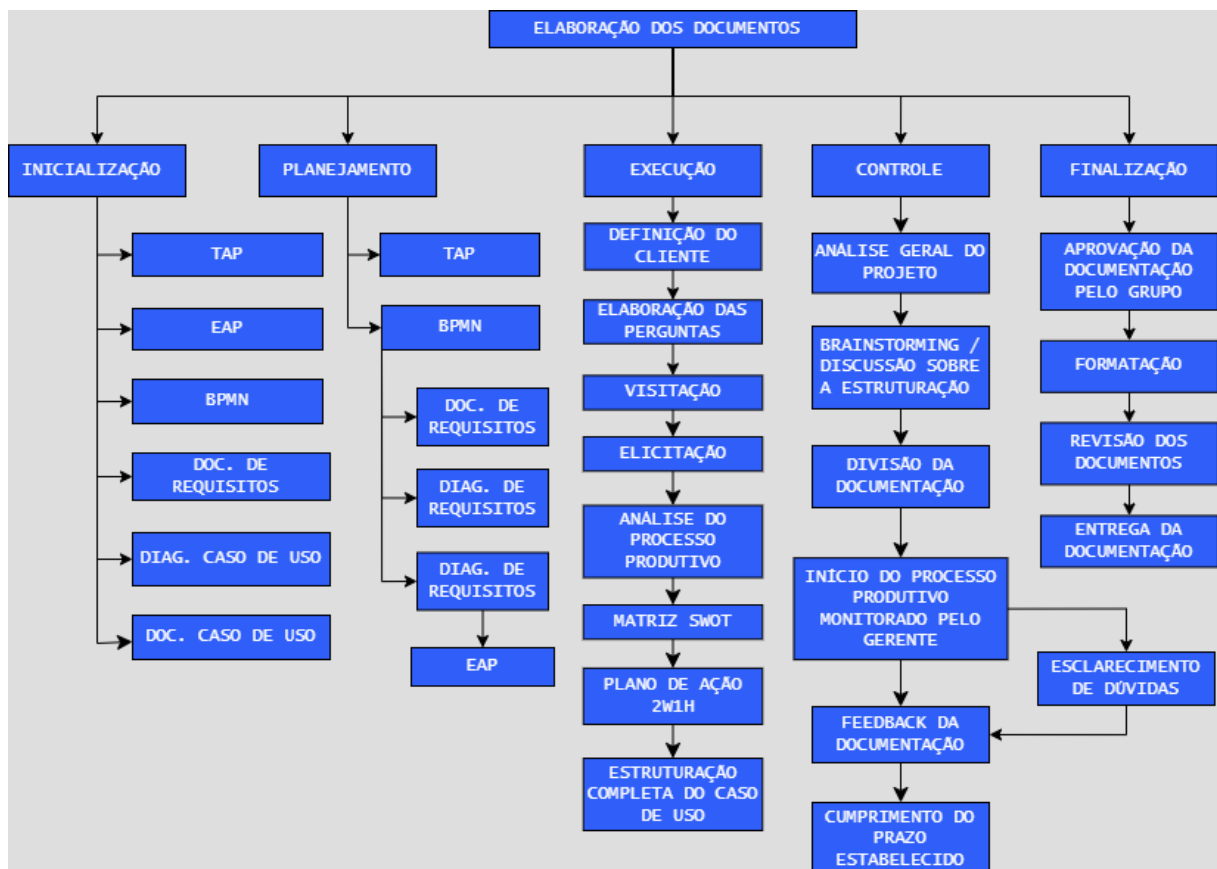 ELABORAÇÃO DOS DOCUMENTOS
INICIALIZAÇÃO
TAP
EAP
BPMN
DOC. DE
REQUISITOS
DIAG. CASO DE USO
DOC. CASO DE USO
PLANEJAMENTO
TAP
BPMN
DOC. DE
REQUISITOS
DIAG. DE
REQUISITOS
DIAG. DE
REQUISITOS
EAP
EXECUÇÃO
DEFINIÇÃO DO
CLIENTE
ELABORAÇÃO DAS
PERGUNTAS
VISITAÇÃO
ELICITAÇÃO
ANÁLISE DO
PROCESSO
PRODUTIVO
MATRIZ SWOT
PLANO DE AÇÃO
2W1H
ESTRUTURAÇÃO
COMPLETA DO CASO
DE USO
CONTROLE
ANÁLISE GERAL DO
PROJETO
BRAINSTORMING /
DISCUSSÃO SOBRE
A ESTRUTURAÇÃO
DIVISÃO DA
DOCUMENTAÇÃO
INÍCIO DO PROCESSO
PRODUTIVO
MONITORADO PELO
GERENTE
ESCLARECIMENTO
DE DÚVIDAS
FEEDBACK DA
DOCUMENTAÇÃO
CUMPRIMENTO DO
PRAZO
ESTABELECIDO
FINALIZAÇÃO
APROVAÇÃO DA
DOCUMENTAÇÃO
PELO GRUPO
FORMATAÇÃO
REVISÃO DOS
DOCUMENTOS
ENTREGA DA
DOCUMENTAÇÃO